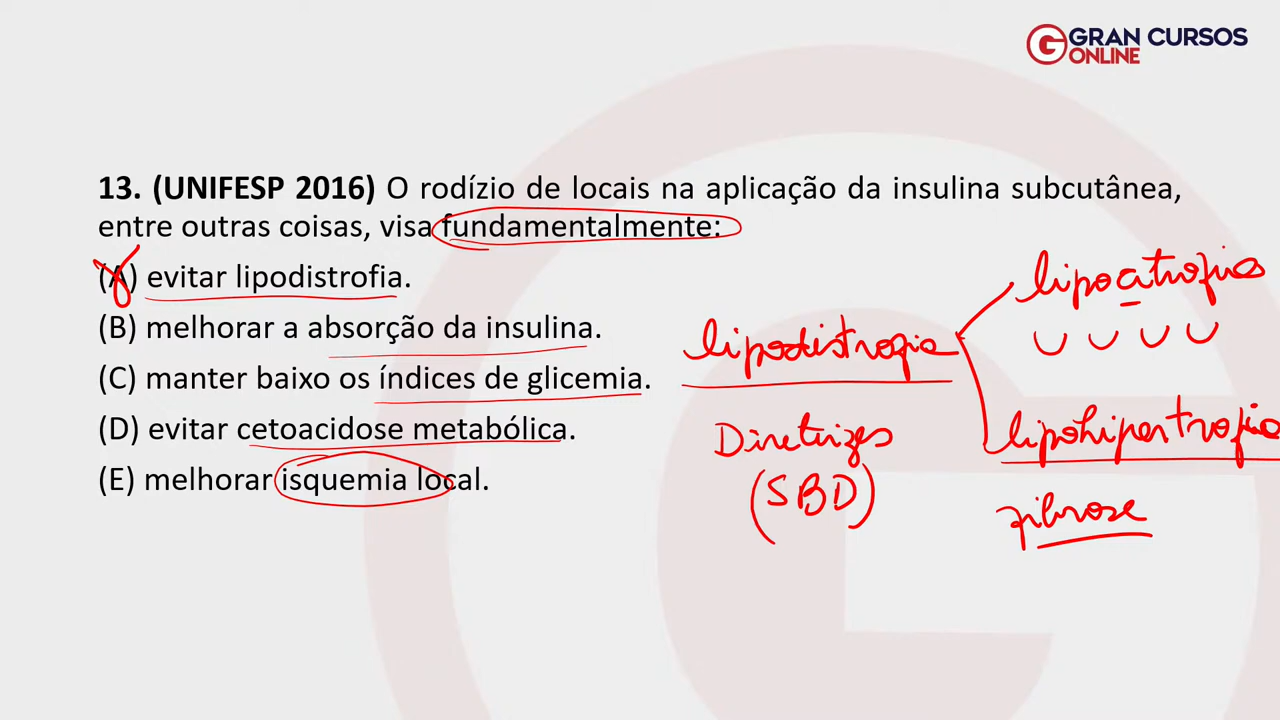 GRAN CURSOS
ONLINE
13. (UNIFESP 2016) O rodízio de locais na aplicação da insulina subcutânea,
entre outras coisas, visa fundamentalmente:
(A) evitar lipodistrofia.
(B) melhorar a absorção da insulina.
(C) manter baixo os índices de glicemia.
(D) evitar cetoacidose metabólica.
(E) melhorar isquemia local.
lipodistrofia
lipoatrofia
lipohipertrofia
fibrose
Diretrizes
(SBD)